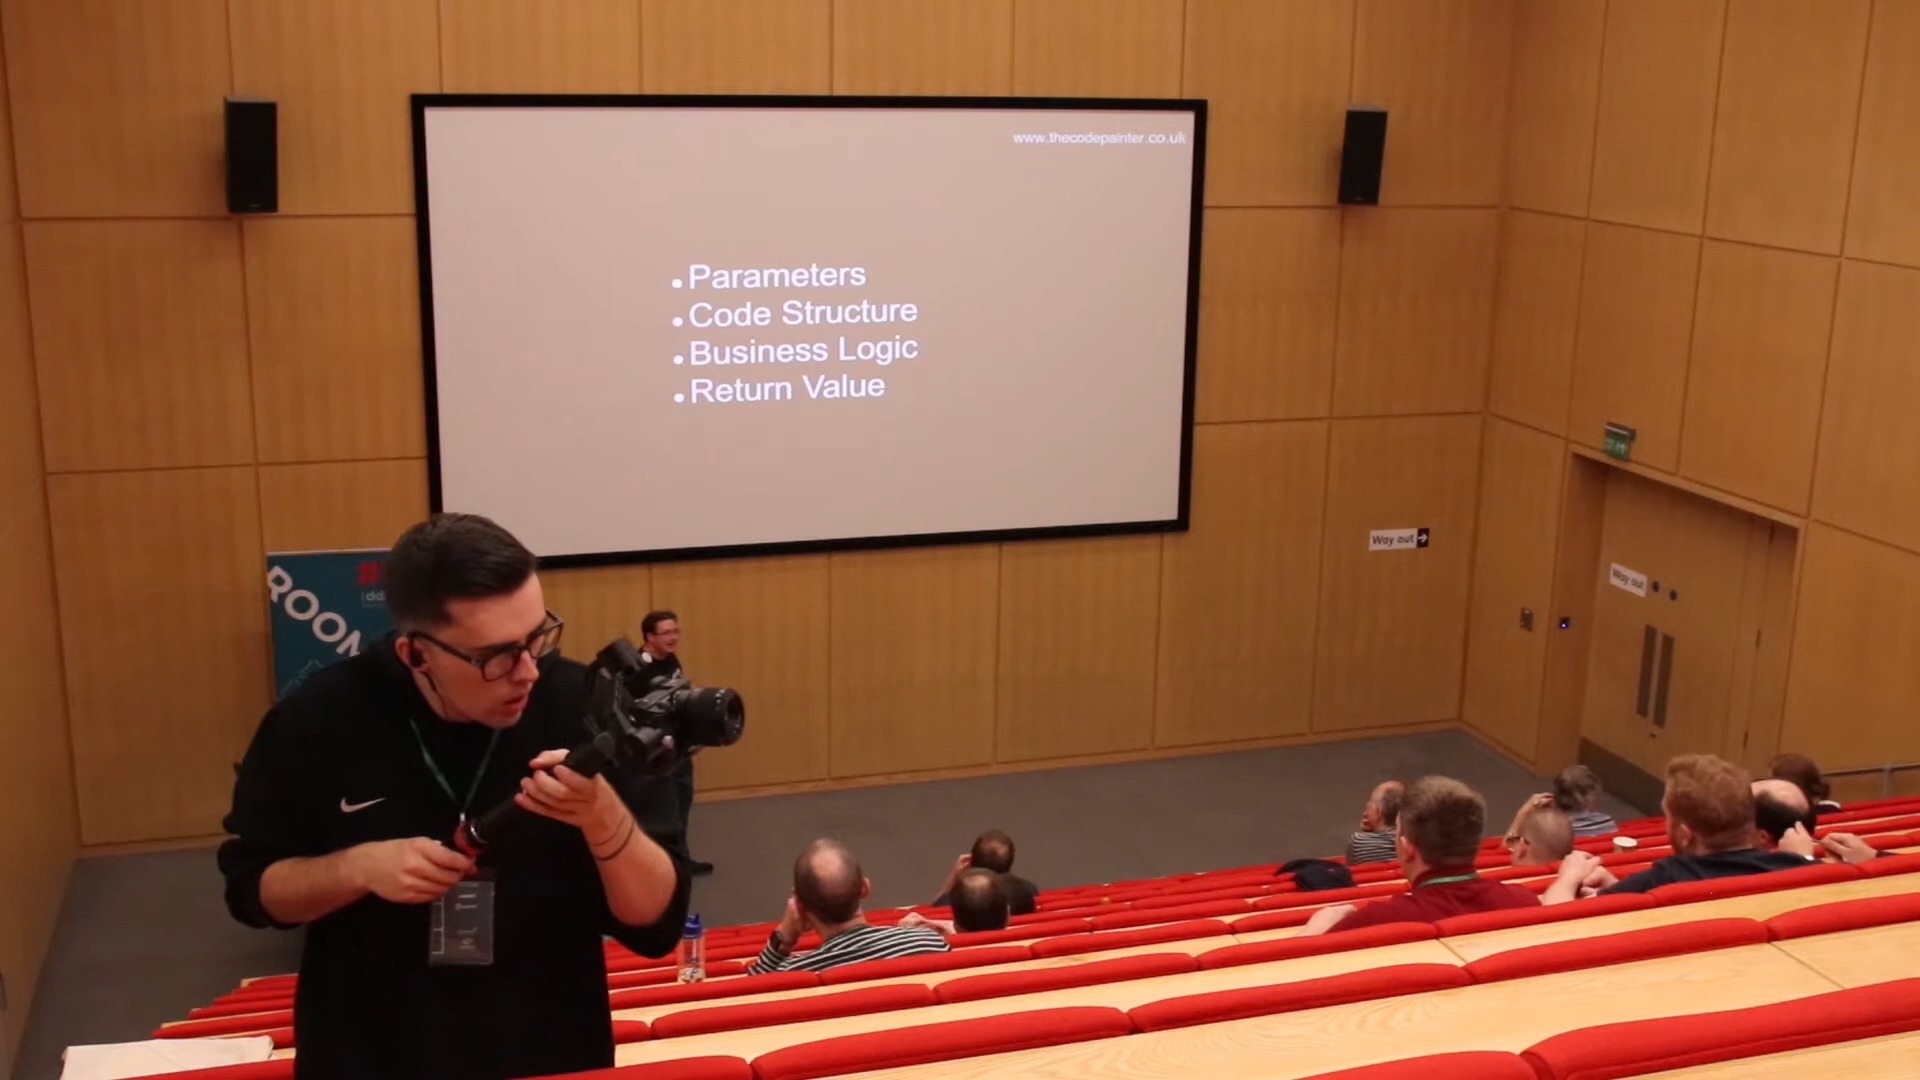 www.thecodepainter.co.uk
• Parameters
• Code Structure
• Business Logic
• Return Value
Way out
Way out
ROOM